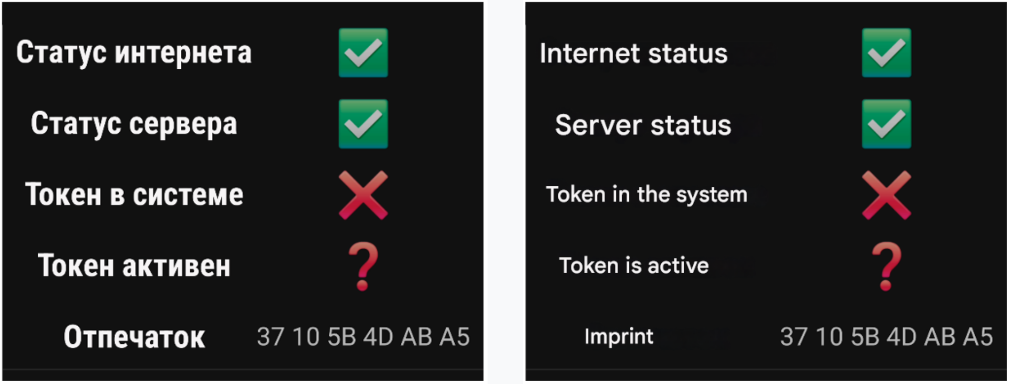 Статус интернета ✅
Статус сервера ✅
Токен в системе ❌
Токен активен ❓
Отпечаток 37 10 5B 4D AB A5
Internet status ✅
Server status ✅
Token in the system ❌
Token is active ❓
Imprint 37 10 5B 4D AB A5